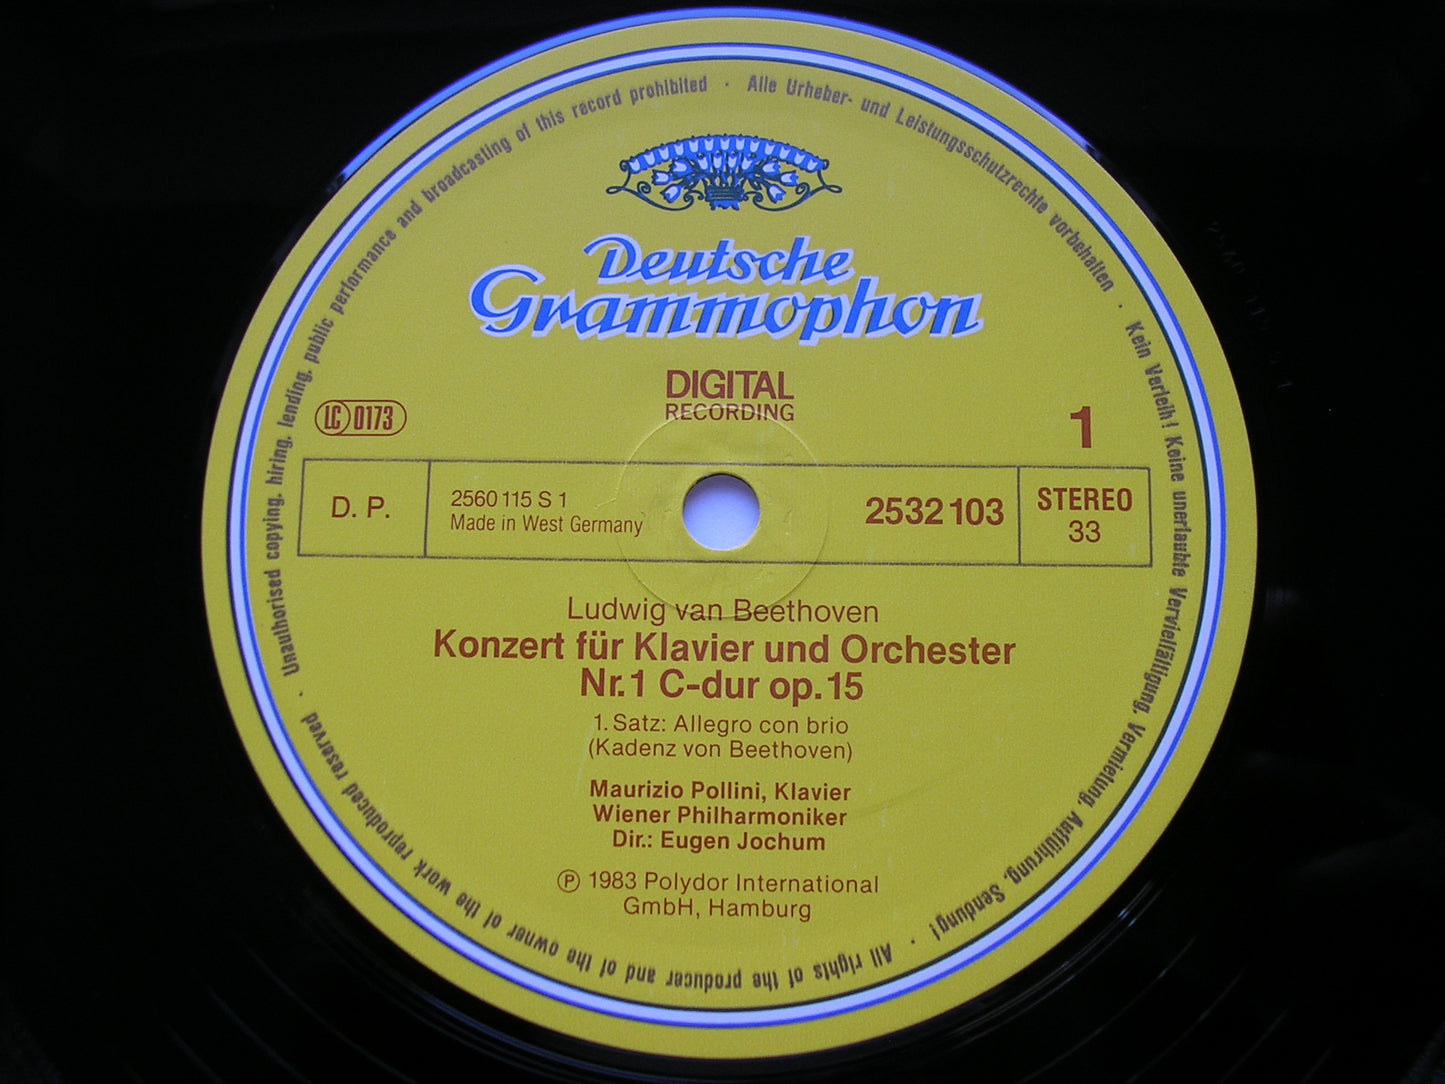 Deutsche
Grammophon
DIGITAL
RECORDING
LC 0173
1
D. P.
2560 115 S 1
Made in West Germany
2532 103
STEREO
33
Ludwig van Beethoven
Konzert für Klavier und Orchester
Nr. 1 C-dur op. 15
1. Satz: Allegro con brio
(Kadenz von Beethoven)
Maurizio Pollini, Klavier
Wiener Philharmoniker
Dir.: Eugen Jochum
℗ 1983 Polydor International
GmbH, Hamburg
Alle Urheber- und Leistungsschutzrechte vorbehalten · Kein Verleih! Keine unerlaubte Vervielfältigung, Vermietung, Aufführung, Sendung! · All rights of the producer and of the owner of the work reproduced reserved · Unauthorised copying, hiring, lending, public performance and broadcasting of this record prohibited ·